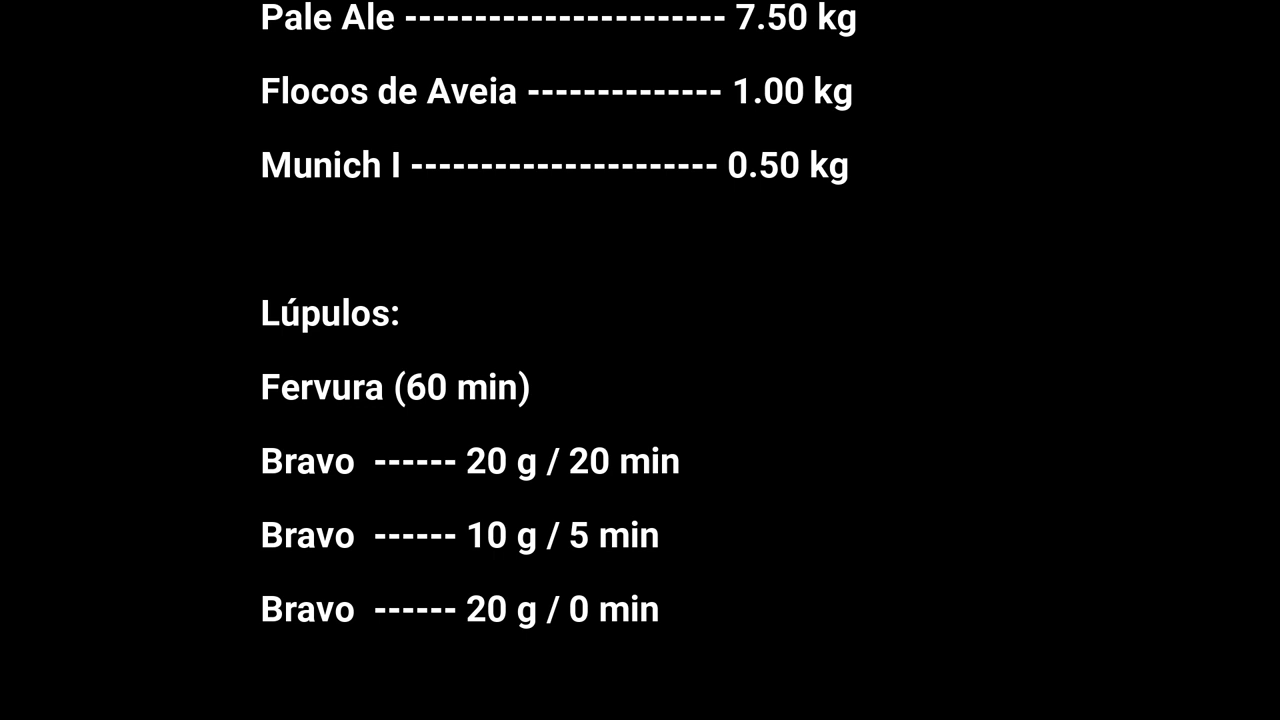 Pale Ale ----------------------- 7.50 kg
Flocos de Aveia -------------- 1.00 kg
Munich I ---------------------- 0.50 kg
Lúpulos:
Fervura (60 min)
Bravo  ------ 20 g / 20 min
Bravo  ------ 10 g / 5 min
Bravo  ------ 20 g / 0 min